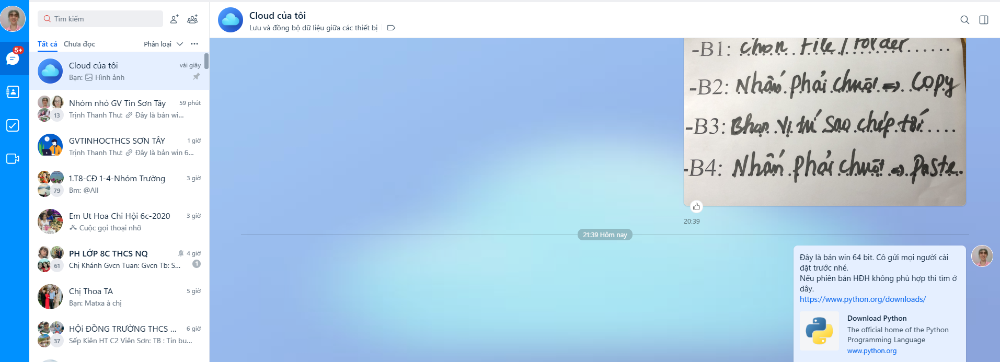 Tìm kiếm
Tất cả Chưa đọc Phân loại
5+
Cloud của tôi vài giây
Bạn: Hình ảnh
Nhóm nhỏ GV Tin Sơn Tây 59 phút
13 Trịnh Thanh Thư: Đây là bản wi...
GVTINHOCTHCS SƠN TÂY 1 giờ
Trịnh Thanh Thư: Đây là bản win 6...
1.T8-CĐ 1-4-Nhóm Trường 3 giờ
79 Bm: @All
Em Ut Hoa Chi Hội 6c-2020 3 giờ
Cuộc gọi thoại nhỡ
PH LỚP 8C THCS NQ 4 giờ
61 Chị Khánh Gvcn Tuan: Gvcn Tb: S... 1
Chị Thoa TA 5 giờ
Bạn: Matxa à chị
HỘi ĐỒNG TRƯỜNG THCS ... 6 giờ
37 Sếp Kiên HT C2 Viên Sơn: TB : Tin bu...
Cloud của tôi
Lưu và đồng bộ dữ liệu giữa các thiết bị
-B1: chọn File / Folder
-B2: Nhấn phải chuột => Copy
-B3: Chọn vị trí sao chép tới
-B4: Nhấn phải chuột => Paste.
20:39
21:39 Hôm nay
Đây là bản win 64 bit. Cô gửi mọi người cài
đặt trước nhé.
Nếu phiên bản HĐH không phù hợp thì tìm ở
đây.
https://www.python.org/downloads/
Download Python
The official home of the Python
Programming Language
www.python.org